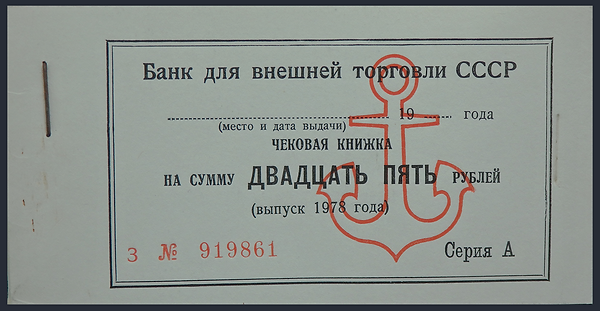 Банк для внешней торговли СССР
19 года
(место и дата выдачи)
ЧЕКОВАЯ КНИЖКА
НА СУММУ ДВАДЦАТЬ ПЯТЬ РУБЛЕЙ
(выпуск 1978 года)
З № 919861 Серия А